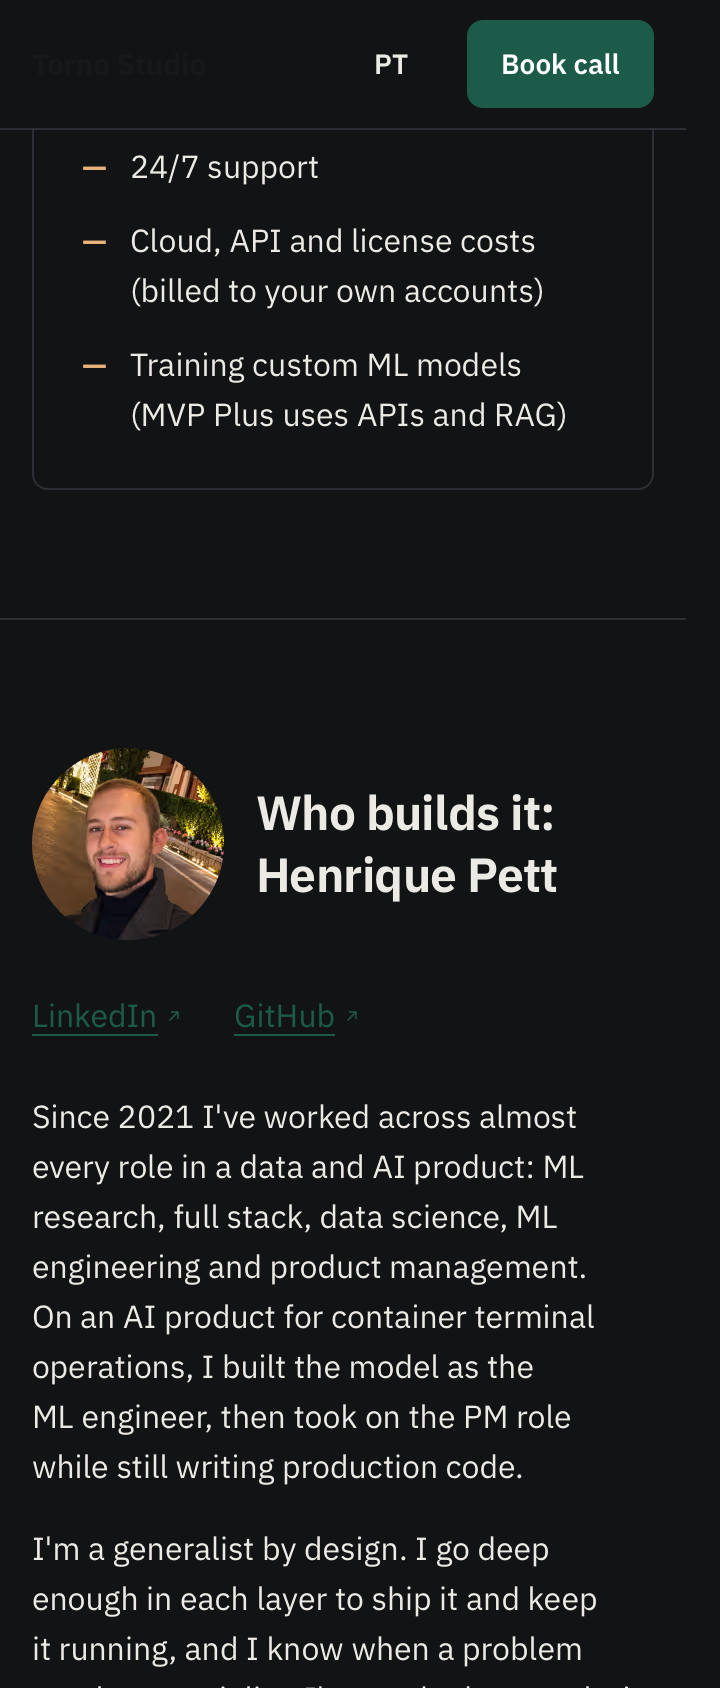 Torno Studio
PT
Book call
24/7 support
Cloud, API and license costs
(billed to your own accounts)
Training custom ML models
(MVP Plus uses APIs and RAG)
Who builds it:
Henrique Pett
LinkedIn ↗ GitHub ↗
Since 2021 I've worked across almost
every role in a data and AI product: ML
research, full stack, data science, ML
engineering and product management.
On an AI product for container terminal
operations, I built the model as the
ML engineer, then took on the PM role
while still writing production code.
I'm a generalist by design. I go deep
enough in each layer to ship it and keep
it running, and I know when a problem